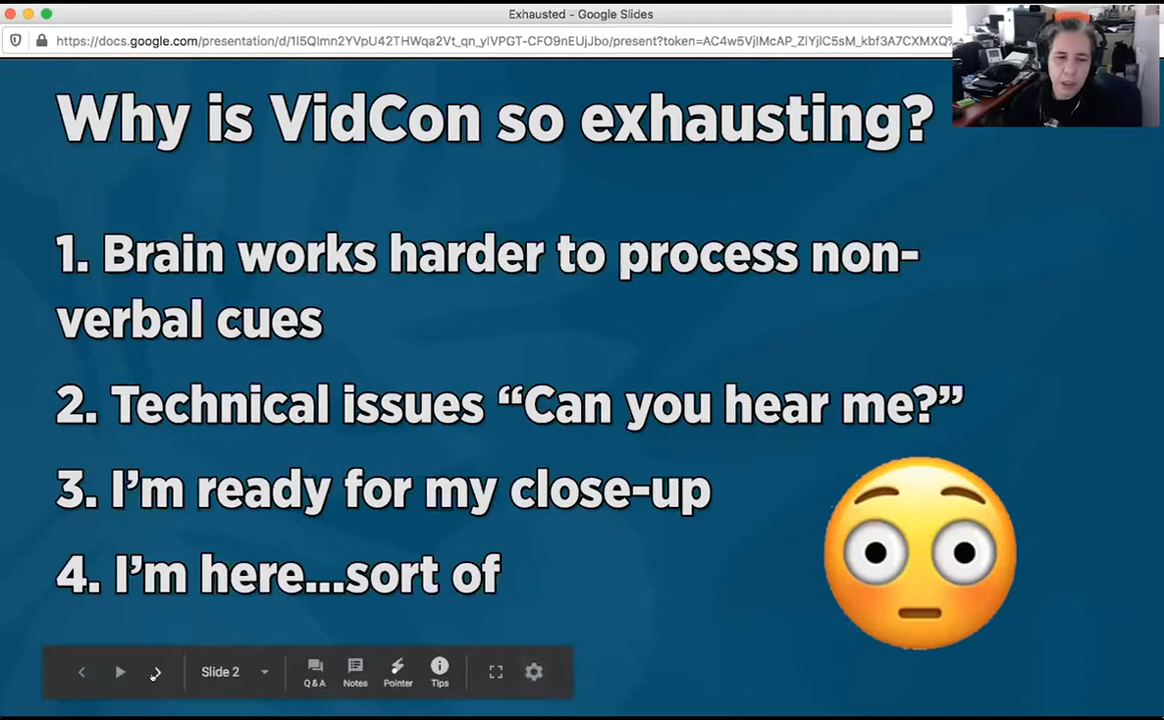 Exhausted - Google Slides
Why is VidCon so exhausting?
1. Brain works harder to process non-
verbal cues
2. Technical issues “Can you hear me?”
3. I’m ready for my close-up
4. I’m here...sort of
Slide 2
Q & A
Notes
Pointer
Tips